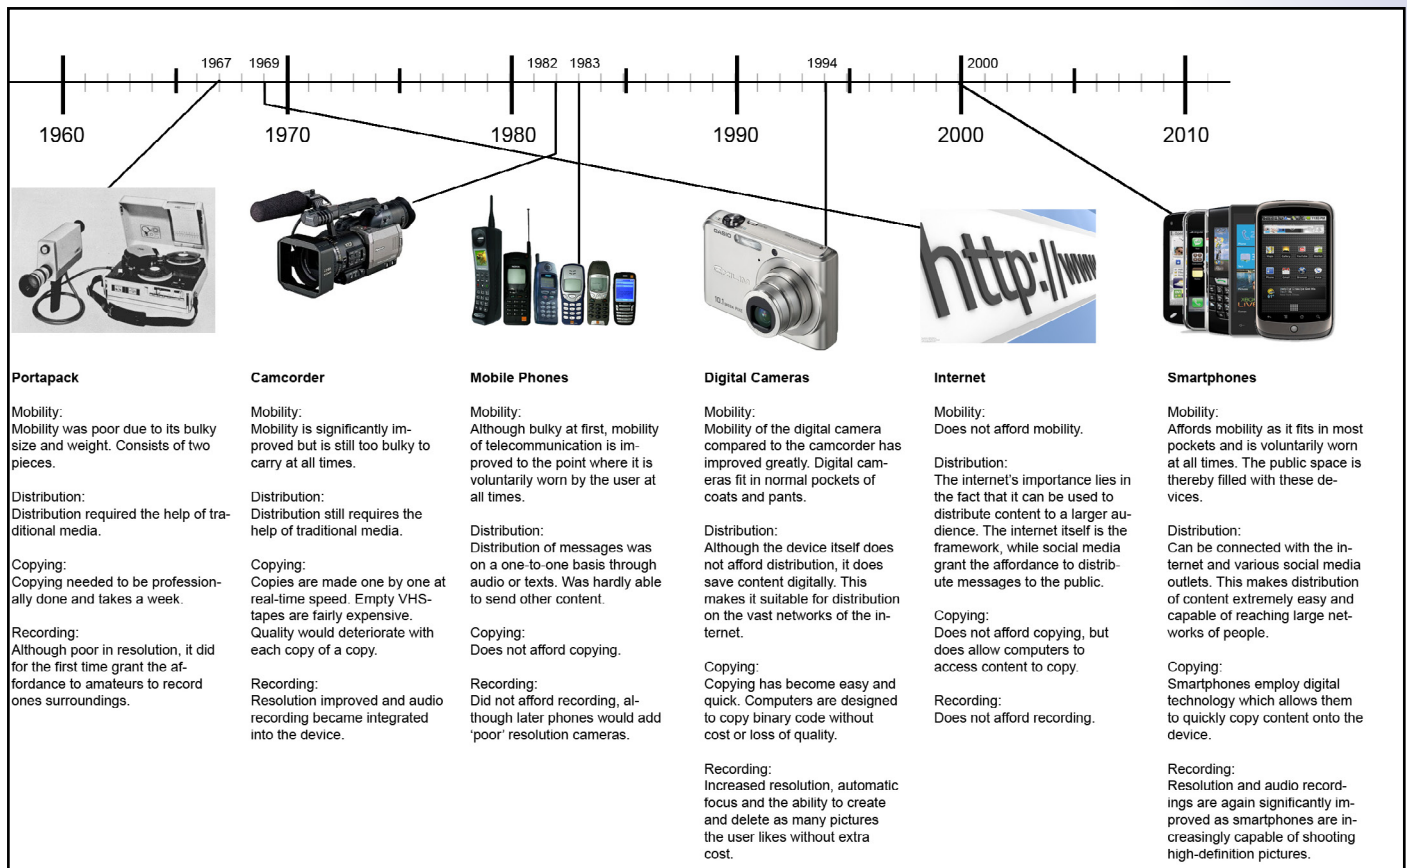 1967
1969
1982
1983
1994
2000
1960
1970
1980
1990
2000
2010
CASIO
EXILIM
http://www
Portapack
Mobility:
Mobility was poor due to its bulky
size and weight. Consists of two
pieces.
Distribution:
Distribution required the help of tra-
ditional media.
Copying:
Copying needed to be profession-
ally done and takes a week.
Recording:
Although poor in resolution, it did
for the first time grant the af-
fordance to amateurs to record
ones surroundings.
Camcorder
Mobility:
Mobility is significantly im-
proved but is still too bulky to
carry at all times.
Distribution:
Distribution still requires the
help of traditional media.
Copying:
Copies are made one by one at
real-time speed. Empty VHS-
tapes are fairly expensive.
Quality would deteriorate with
each copy of a copy.
Recording:
Resolution improved and audio
recording became integrated
into the device.
Mobile Phones
Mobility:
Although bulky at first, mobility
of telecommunication is im-
proved to the point where it is
voluntarily worn by the user at
all times.
Distribution:
Distribution of messages was
on a one-to-one basis through
audio or texts. Was hardly able
to send other content.
Copying:
Does not afford copying.
Recording:
Did not afford recording, al-
though later phones would add
‘poor’ resolution cameras.
Digital Cameras
Mobility:
Mobility of the digital camera
compared to the camcorder has
improved greatly. Digital cam-
eras fit in normal pockets of
coats and pants.
Distribution:
Although the device itself does
not afford distribution, it does
save content digitally. This
makes it suitable for distribution
on the vast networks of the in-
ternet.
Copying:
Copying has become easy and
quick. Computers are designed
to copy binary code without
cost or loss of quality.
Recording:
Increased resolution, automatic
focus and the ability to create
and delete as many pictures
the user likes without extra
cost.
Internet
Mobility:
Does not afford mobility.
Distribution:
The internet’s importance lies in
the fact that it can be used to
distribute content to a larger au-
dience. The internet itself is the
framework, while social media
grant the affordance to distrib-
ute messages to the public.
Copying:
Does not afford copying, but
does allow computers to
access content to copy.
Recording:
Does not afford recording.
Smartphones
Mobility:
Affords mobility as it fits in most
pockets and is voluntarily worn
at all times. The public space is
thereby filled with these de-
vices.
Distribution:
Can be connected with the in-
ternet and various social media
outlets. This makes distribution
of content extremely easy and
capable of reaching large net-
works of people.
Copying:
Smartphones employ digital
technology which allows them
to quickly copy content onto the
device.
Recording:
Resolution and audio record-
ings are again significantly im-
proved as smartphones are in-
creasingly capable of shooting
high-definition pictures.